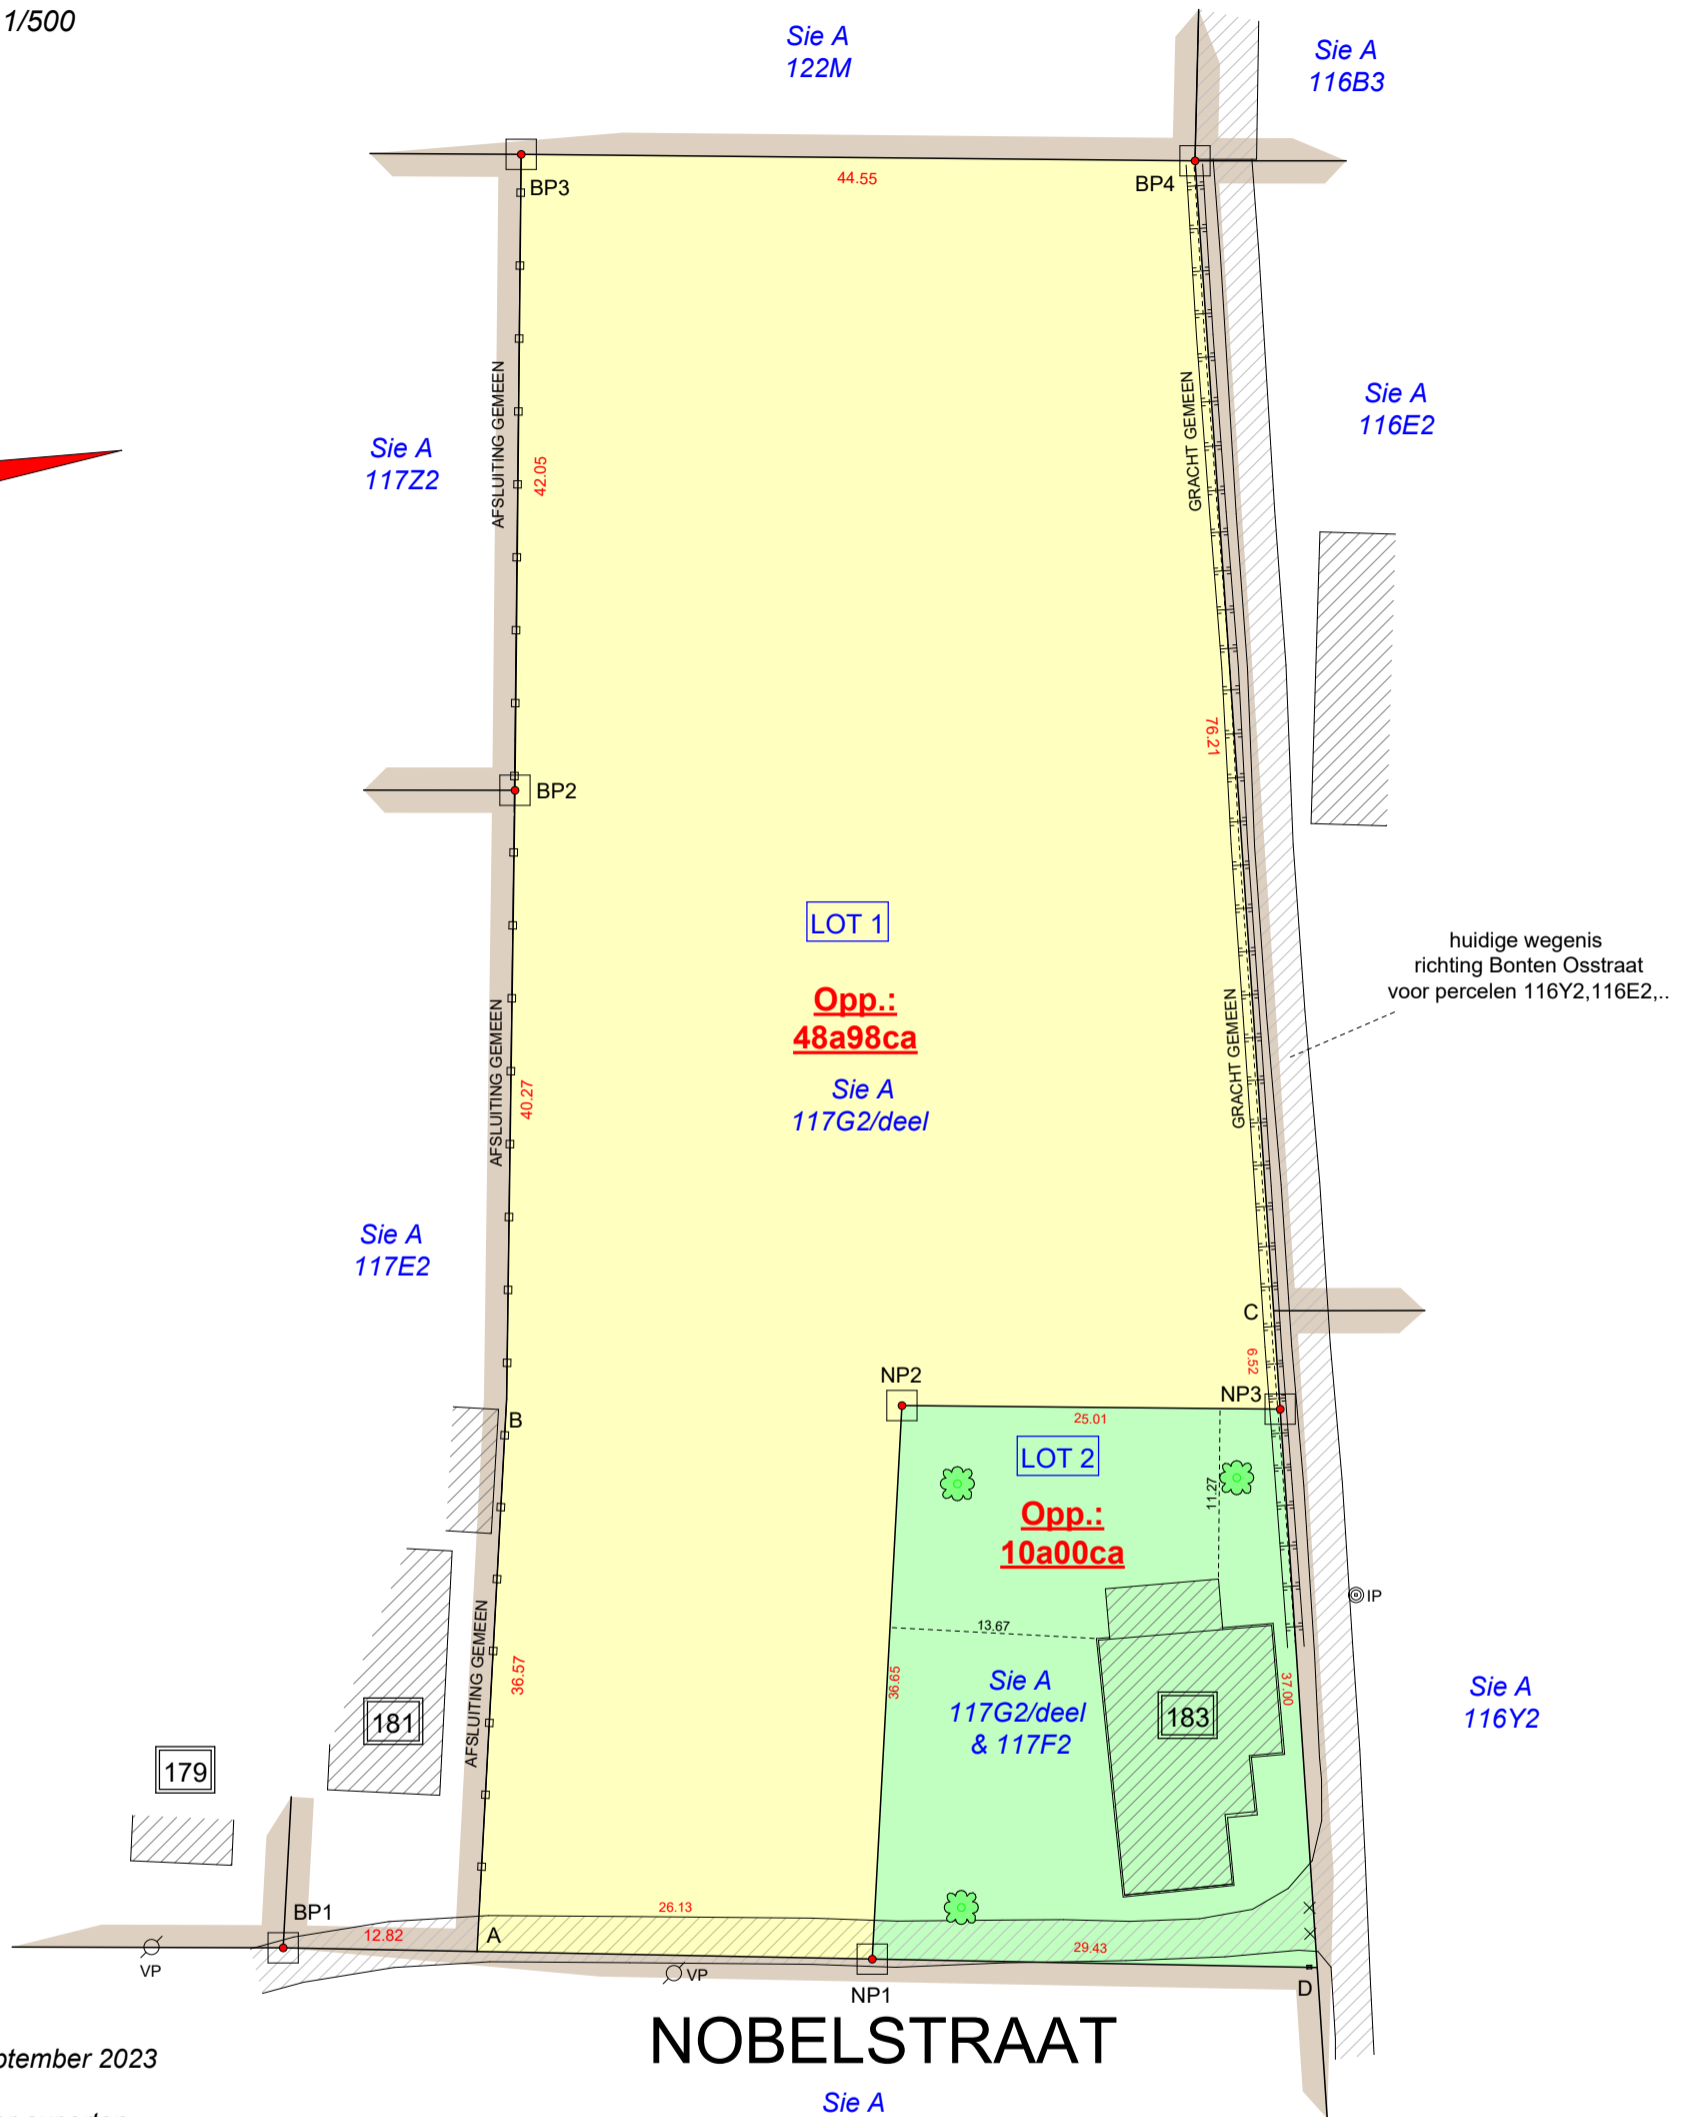 1/500
Sie A
122M
Sie A
116B3
BP3
44.55
BP4
AFSLUITING GEMEEN
42.05
GRACHT GEMEEN
Sie A
116E2
Sie A
117Z2
76.21
BP2
LOT 1
Opp.:
48a98ca
Sie A
117G2/deel
huidige wegenis
richting Bonten Osstraat
voor percelen 116Y2,116E2,..
AFSLUITING GEMEEN
40.27
GRACHT GEMEEN
Sie A
117E2
C
6.52
NP2
NP3
25.01
B
LOT 2
Opp.:
10a00ca
11.27
IP
13.67
AFSLUITING GEMEEN
36.57
36.65
Sie A
117G2/deel
& 117F2
183
37.00
Sie A
116Y2
181
179
BP1
12.82
A
26.13
29.43
VP
VP
NP1
D
NOBELSTRAAT
2023
Sie A